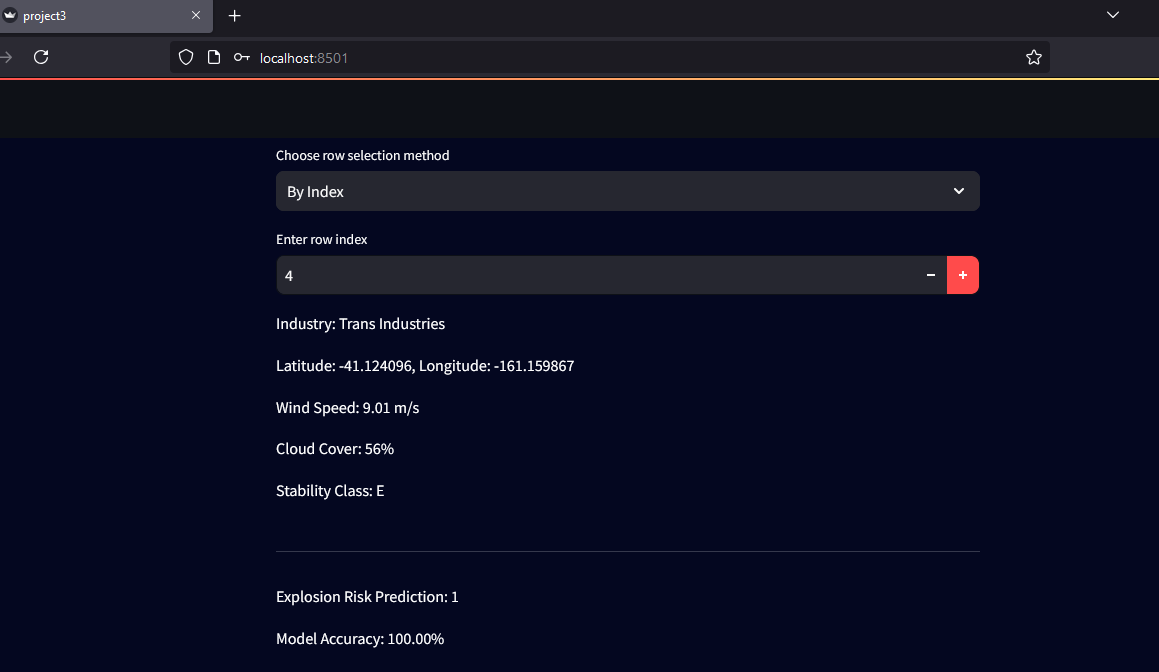 project3
localhost:8501
Choose row selection method
By Index
Enter row index
4
Industry: Trans Industries
Latitude: -41.124096, Longitude: -161.159867
Wind Speed: 9.01 m/s
Cloud Cover: 56%
Stability Class: E
Explosion Risk Prediction: 1
Model Accuracy: 100.00%